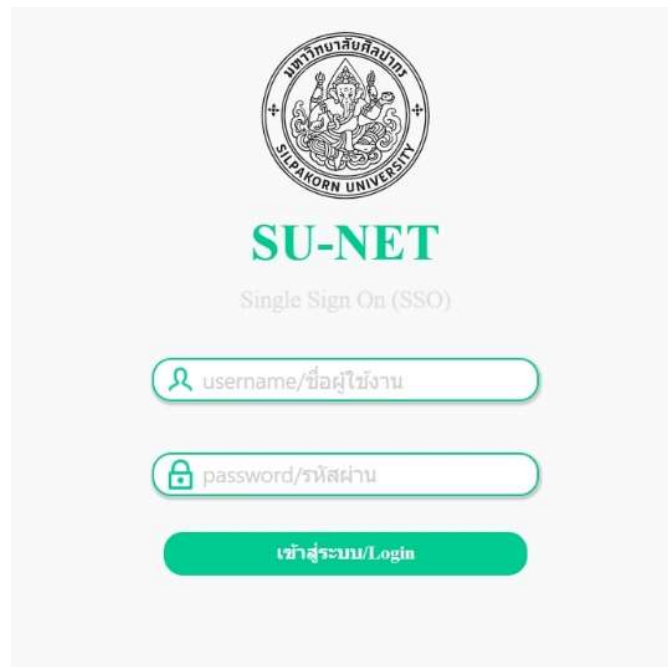 มหาวิทยาลัยศิลปากร
SILPAKORN UNIVERSITY
SU-NET
Single Sign On (SSO)
username/ชื่อผู้ใช้งาน
password/รหัสผ่าน
เข้าสู่ระบบ/Login